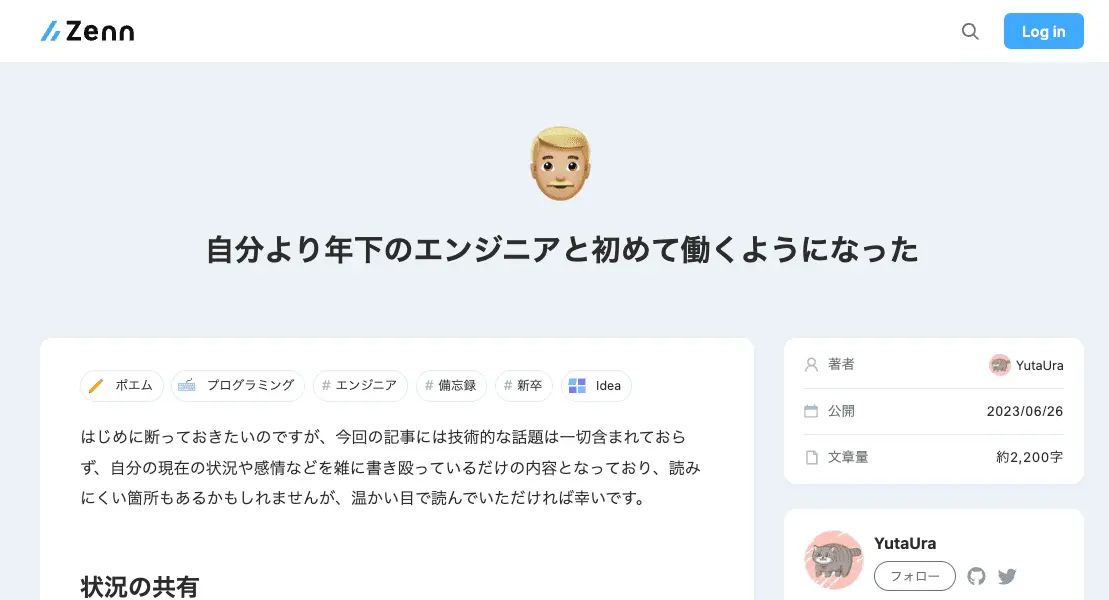 Zenn
Log in
自分より年下のエンジニアと初めて働くようになった
ポエム プログラミング # エンジニア # 備忘録 # 新卒 Idea
はじめに断っておきたいのですが、今回の記事には技術的な話題は一切含まれておら
ず、自分の現在の状況や感情などを雑に書き殴っているだけの内容となっており、読み
にくい箇所もあるかもしれませんが、温かい目で読んでいただければ幸いです。
状況の共有
著者 YutaUra
公開 2023/06/26
文章量 約2,200字
YutaUra
フォロー